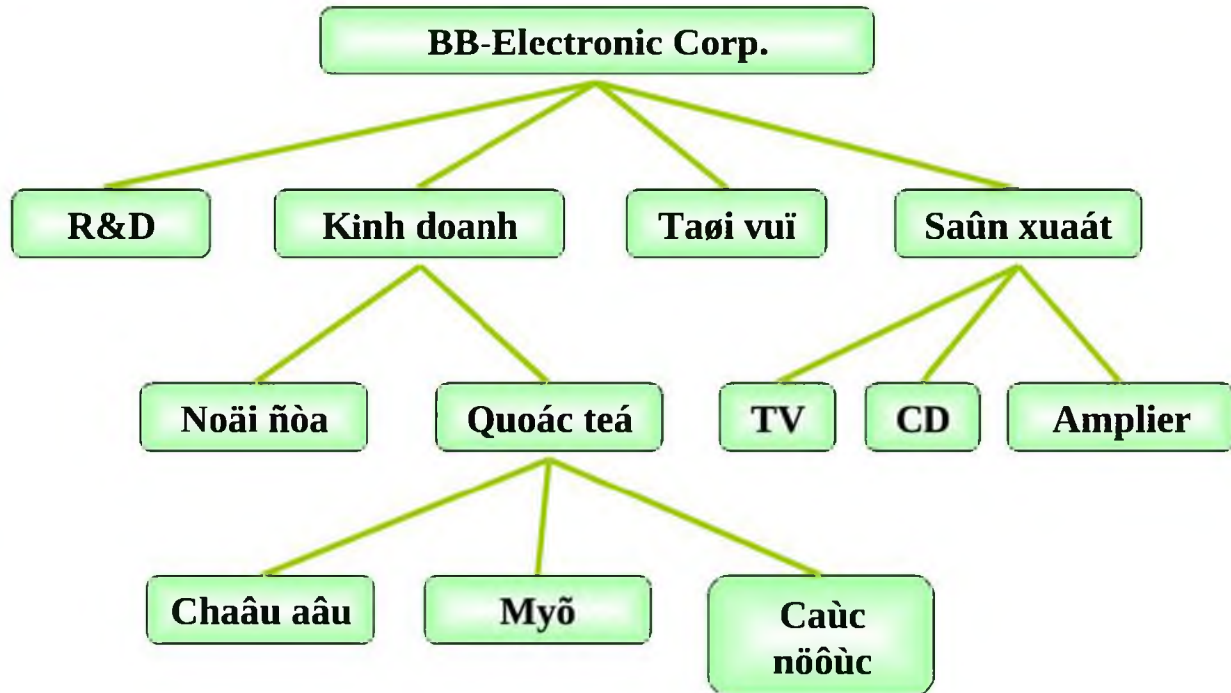 BB-Electronic Corp.
R&D
Kinh doanh
Taøi vuï
Saûn xuaát
Noäi ñòa
Quoác teá
TV
CD
Amplier
Chaâu aâu
Myõ
Caùc
nöôùc